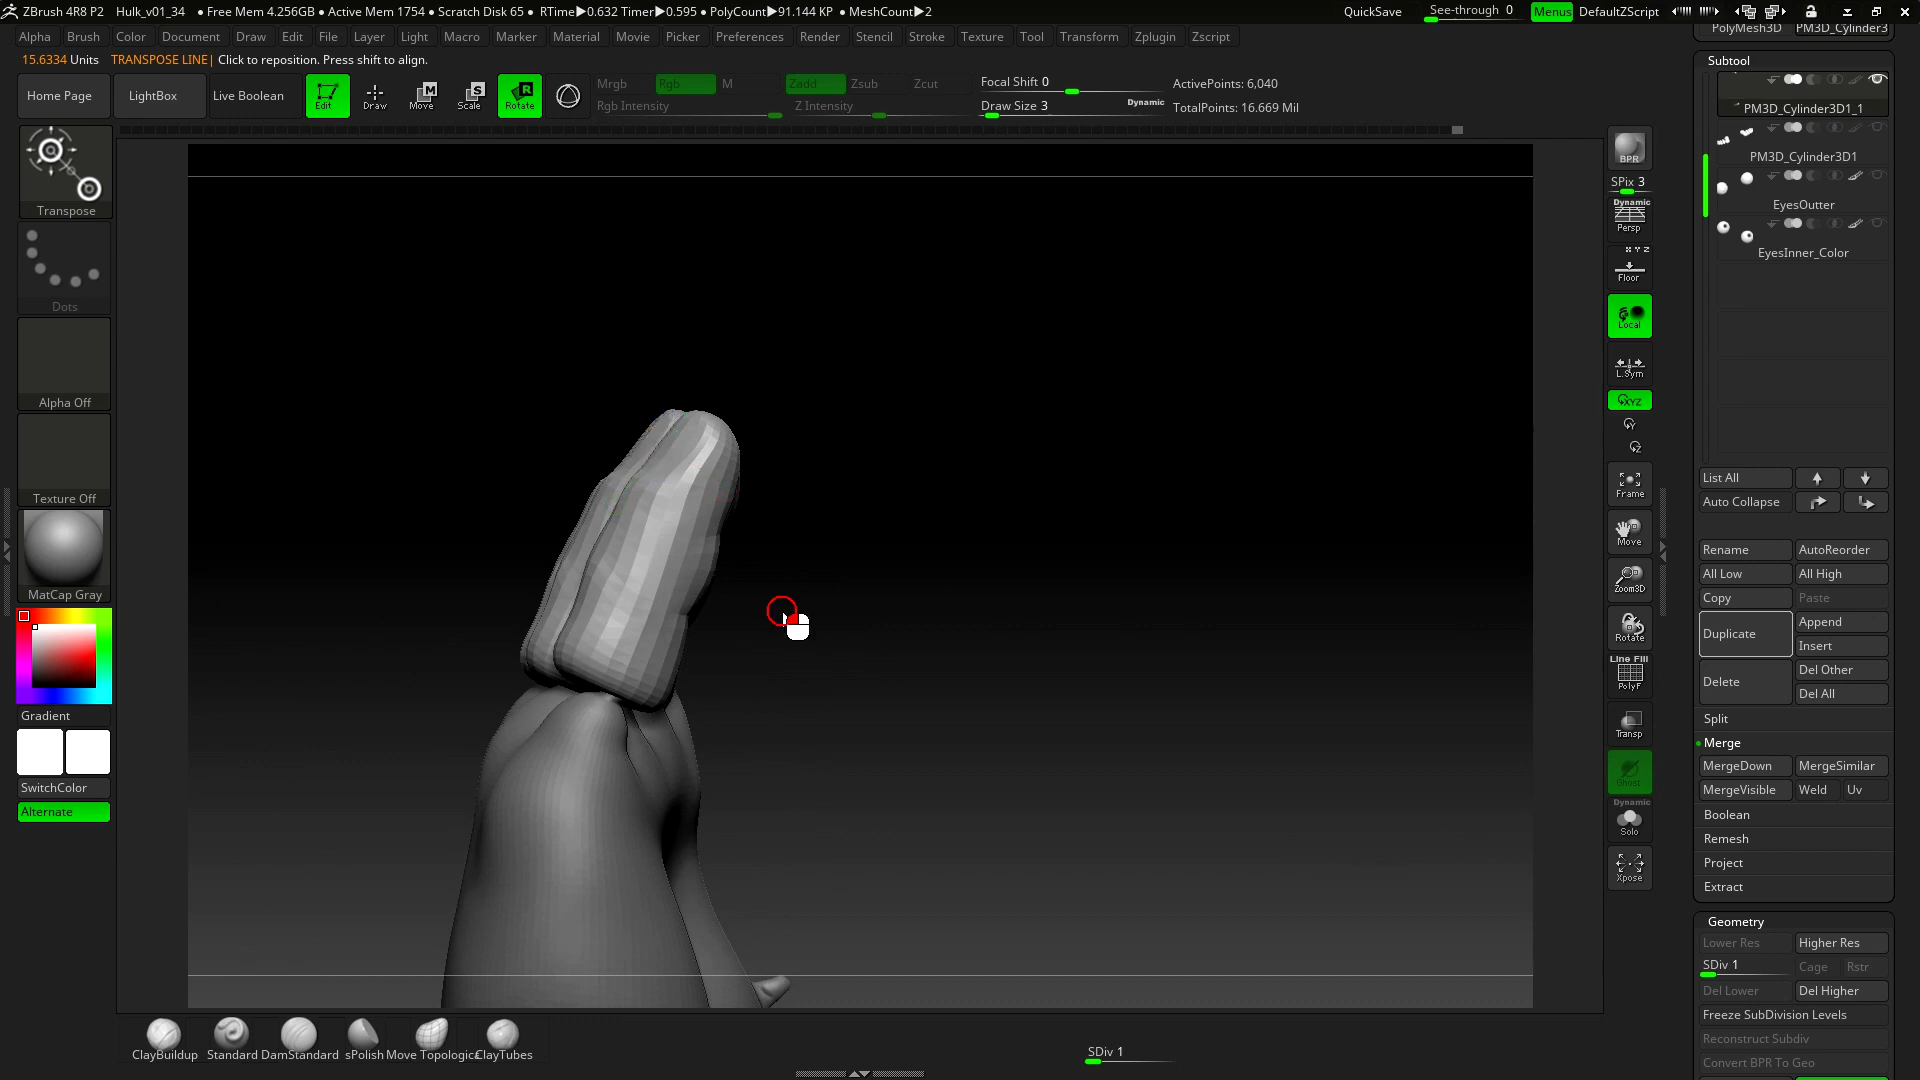 ZBrush 4R8 P2 Hulk_v01_34 • Free Mem 4.256GB • Active Mem 1754 • Scratch Disk 65 • RTime▶0.632 Timer▶0.595 • PolyCount▶91.144 KP • MeshCount▶2 QuickSave See-through 0 Menus DefaultZScript
Alpha Brush Color Document Draw Edit File Layer Light Macro Marker Material Movie Picker Preferences Render Stencil Stroke Texture Tool Transform Zplugin Zscript
PolyMesh3D PM3D_Cylinder3
15.6334 Units TRANSPOSE LINE| Click to reposition. Press shift to align.
Subtool
Home Page LightBox Live Boolean Edit Draw Move Scale Rotate
Mrgb Rgb M Zadd Zsub Zcut
Rgb Intensity Z Intensity
Focal Shift 0
Draw Size 3 Dynamic
ActivePoints: 6,040
TotalPoints: 16.669 Mil
Transpose
Dots
Alpha Off
Texture Off
MatCap Gray
Gradient
SwitchColor
Alternate
BPR
SPix 3
Dynamic
Persp
X Y Z
Floor
Local
L.Sym
XYZ
Y
Z
Frame
Move
Zoom3D
Rotate
Line Fill
PolyF
Transp
Ghost
Dynamic
Solo
Xpose
PM3D_Cylinder3D1_1
PM3D_Cylinder3D1
EyesOutter
EyesInner_Color
List All
Auto Collapse
Rename AutoReorder
All Low All High
Copy Paste
Duplicate Append
Insert
Delete Del Other
Del All
Split
Merge
MergeDown MergeSimilar
MergeVisible Weld Uv
Boolean
Remesh
Project
Extract
Geometry
Lower Res Higher Res
SDiv 1 Cage Rstr
Del Lower Del Higher
Freeze SubDivision Levels
Reconstruct Subdiv
Convert BPR To Geo
ClayBuildup Standard DamStandard sPolish Move Topologica ClayTubes
SDiv 1